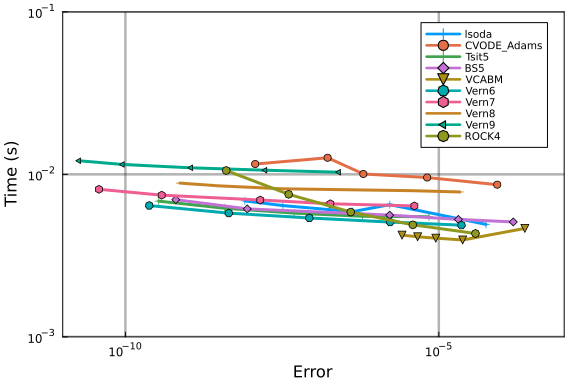 10⁻¹
lsoda
CVODE_Adams
Tsit5
BS5
VCABM
Vern6
Vern7
Vern8
Vern9
ROCK4
Time (s)
10⁻²
10⁻³
10⁻¹⁰
10⁻⁵
Error